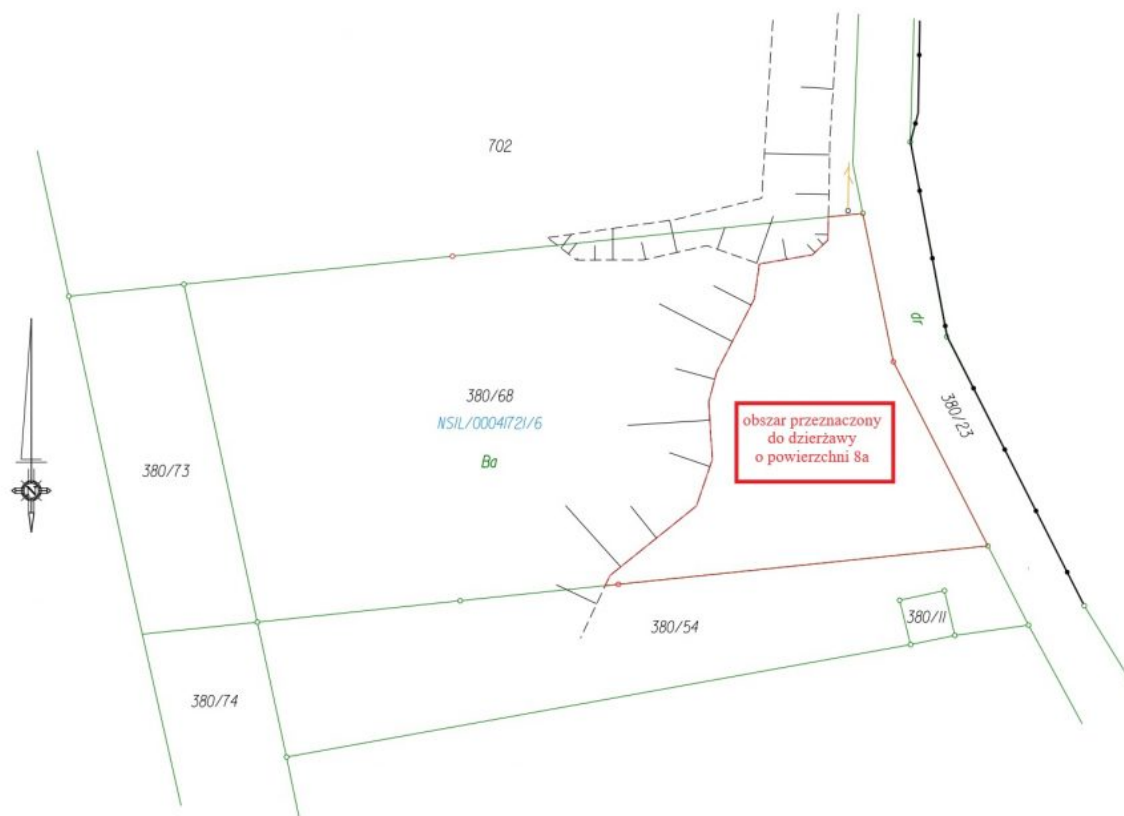 702
dr
380/68
NSIL/00041721/6
380/23
obszar przeznaczony
do dzierżawy
o powierzchni 8a
Ba
380/73
N
380/54
380/11
380/74